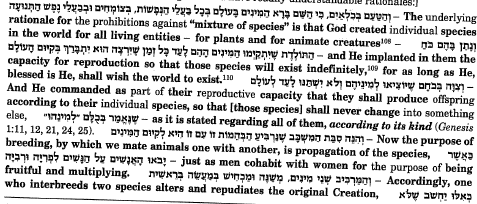 understandable rationales:]
וְהַטַּעַם בְּכִלְאַיִם, כִּי הַשֵּׁם בָּרָא הַמִּינִים בָּעוֹלָם בְּכָל בַּעֲלֵי הַנְּפָשׁוֹת, בַּצּוֹמְחִים וּבְבַעֲלֵי נֶפֶשׁ הַתְּנוּעָה – The underlying
rationale for the prohibitions against "mixture of species" is that God created individual species
in the world for all living entities – for plants and for animate creatures¹⁰⁸ – וְנָתַן בָּהֶם כֹּחַ
הַתּוֹלָדָה שֶׁיִּתְקַיְּמוּ הַמִּינִים בָּהֶם לָעַד כָּל זְמַן שֶׁיִּרְצֶה הוּא יִתְבָּרַךְ בְּקִיּוּם הָעוֹלָם – and He implanted in them the
capacity for reproduction so that those species will exist indefinitely,¹⁰⁹ for as long as He,
blessed is He, shall wish the world to exist.¹¹⁰ וְצִוָּה בְּכֹחָם שֶׁיּוֹצִיאוּ לְמִינֵיהֶם וְלֹא יִשְׁתַּנּוּ לָעַד לְעוֹלָם –
And He commanded as part of their reproductive capacity that they shall produce offspring
according to their individual species, so that [those species] shall never change into something
else, שֶׁנֶּאֱמַר בְּכֻלָּם "לְמִינֵהוּ" – as it is stated regarding all of them, according to its kind (Genesis
1:11, 12, 21, 24, 25). וְהִנֵּה סִבַּת הַמִּשְׁכָּב שֶׁנַּרְבִּיעַ הַבְּהֵמוֹת זוֹ עִם זוֹ הוּא לְקִיּוּם הַמִּינִים – Now the purpose of
breeding, by which we mate animals one with another, is propagation of the species, כַּאֲשֶׁר
יָבֹאוּ הָאֲנָשִׁים עַל הַנָּשִׁים לִפְרִיָּה וּרְבִיָּה – just as men cohabit with women for the purpose of being
fruitful and multiplying. וְהַמַּרְכִּיב שְׁנֵי מִינִים, מְשַׁנֶּה וּמַכְחִישׁ בְּמַעֲשֵׂה בְּרֵאשִׁית – Accordingly, one
who interbreeds two species alters and repudiates the original Creation, כְּאִלּוּ יַחְשֹׁב שֶׁלֹּא